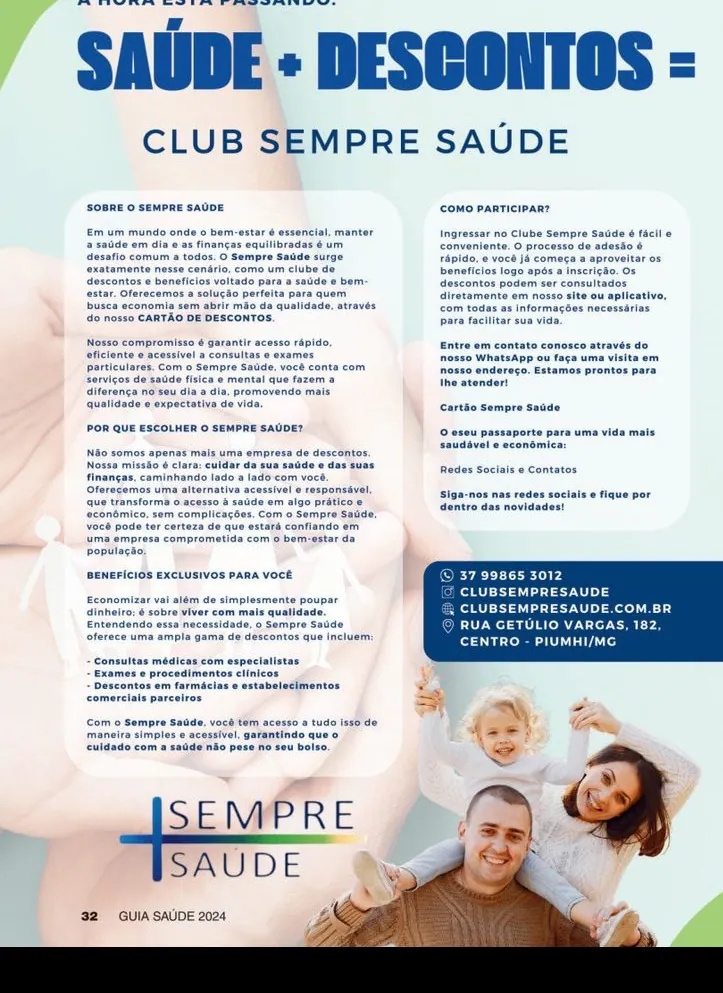 A HORA ESTÁ PASSANDO:
SAÚDE + DESCONTOS =
CLUB SEMPRE SAÚDE
SOBRE O SEMPRE SAÚDE
Em um mundo onde o bem-estar é essencial, manter
a saúde em dia e as finanças equilibradas é um
desafio comum a todos. O Sempre Saúde surge
exatamente nesse cenário, como um clube de
descontos e benefícios voltado para a saúde e bem-
estar. Oferecemos a solução perfeita para quem
busca economia sem abrir mão da qualidade, através
do nosso CARTÃO DE DESCONTOS.
Nosso compromisso é garantir acesso rápido,
eficiente e acessível a consultas e exames
particulares. Com o Sempre Saúde, você conta com
serviços de saúde física e mental que fazem a
diferença no seu dia a dia, promovendo mais
qualidade e expectativa de vida.
POR QUE ESCOLHER O SEMPRE SAÚDE?
Não somos apenas mais uma empresa de descontos.
Nossa missão é clara: cuidar da sua saúde e das suas
finanças, caminhando lado a lado com você.
Oferecemos uma alternativa acessível e responsável,
que transforma o acesso à saúde em algo prático e
econômico, sem complicações. Com o Sempre Saúde,
você pode ter certeza de que estará confiando em
uma empresa comprometida com o bem-estar da
população.
BENEFÍCIOS EXCLUSIVOS PARA VOCÊ
Economizar vai além de simplesmente poupar
dinheiro; é sobre viver com mais qualidade.
Entendendo essa necessidade, o Sempre Saúde
oferece uma ampla gama de descontos que incluem:
- Consultas médicas com especialistas
- Exames e procedimentos clínicos
- Descontos em farmácias e estabelecimentos
comerciais parceiros
Com o Sempre Saúde, você tem acesso a tudo isso de
maneira simples e acessível, garantindo que o
cuidado com a saúde não pese no seu bolso.
COMO PARTICIPAR?
Ingressar no Clube Sempre Saúde é fácil e
conveniente. O processo de adesão é
rápido, e você já começa a aproveitar os
benefícios logo após a inscrição. Os
descontos podem ser consultados
diretamente em nosso site ou aplicativo,
com todas as informações necessárias
para facilitar sua vida.
Entre em contato conosco através do
nosso WhatsApp ou faça uma visita em
nosso endereço. Estamos prontos para
lhe atender!
Cartão Sempre Saúde
O eseu passaporte para uma vida mais
saudável e econômica:
Redes Sociais e Contatos
Siga-nos nas redes sociais e fique por
dentro das novidades!
37 99865 3012
CLUBSEMPRESAUDE
CLUBSEMPRESAUDE.COM.BR
RUA GETÚLIO VARGAS, 182,
CENTRO - PIUMHI/MG
SEMPRE
SAÚDE
32 GUIA SAÚDE 2024